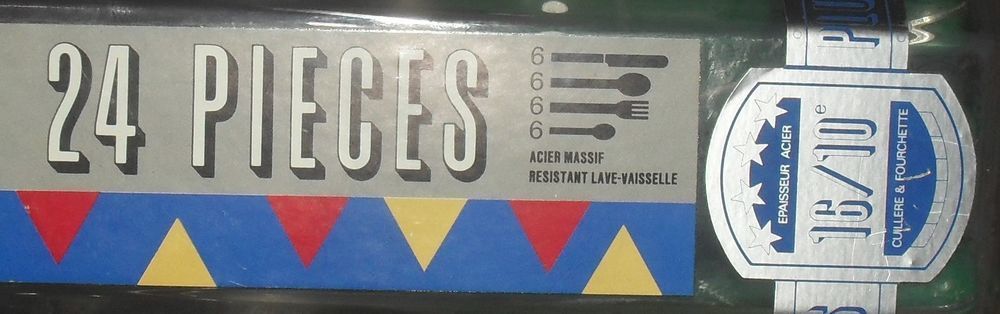 24 PIECES
6
6
6
6
ACIER MASSIF
RESISTANT LAVE-VAISSELLE
EPAISSEUR ACIER
16/10e
CUILLERE & FOURCHETTE